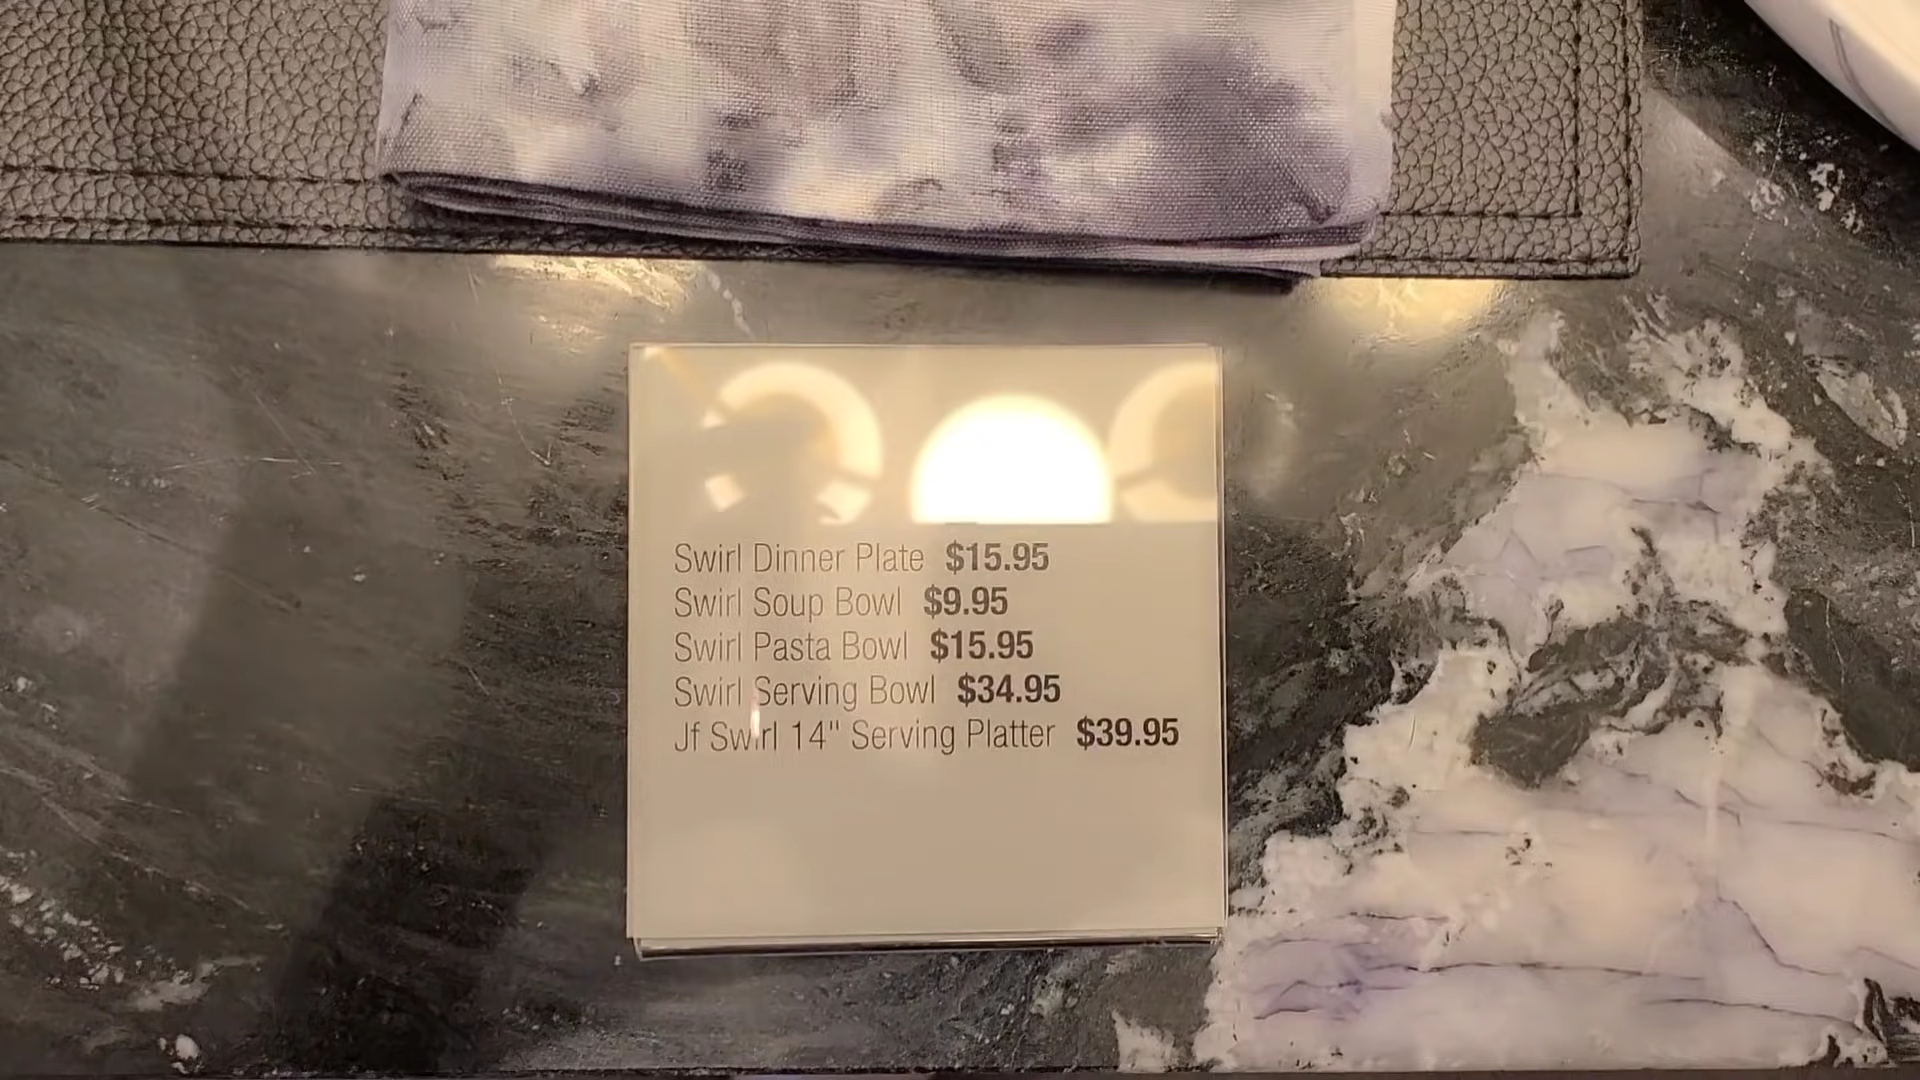 Swirl Dinner Plate $15.95
Swirl Soup Bowl $9.95
Swirl Pasta Bowl $15.95
Swirl Serving Bowl $34.95
Jf Swirl 14" Serving Platter $39.95